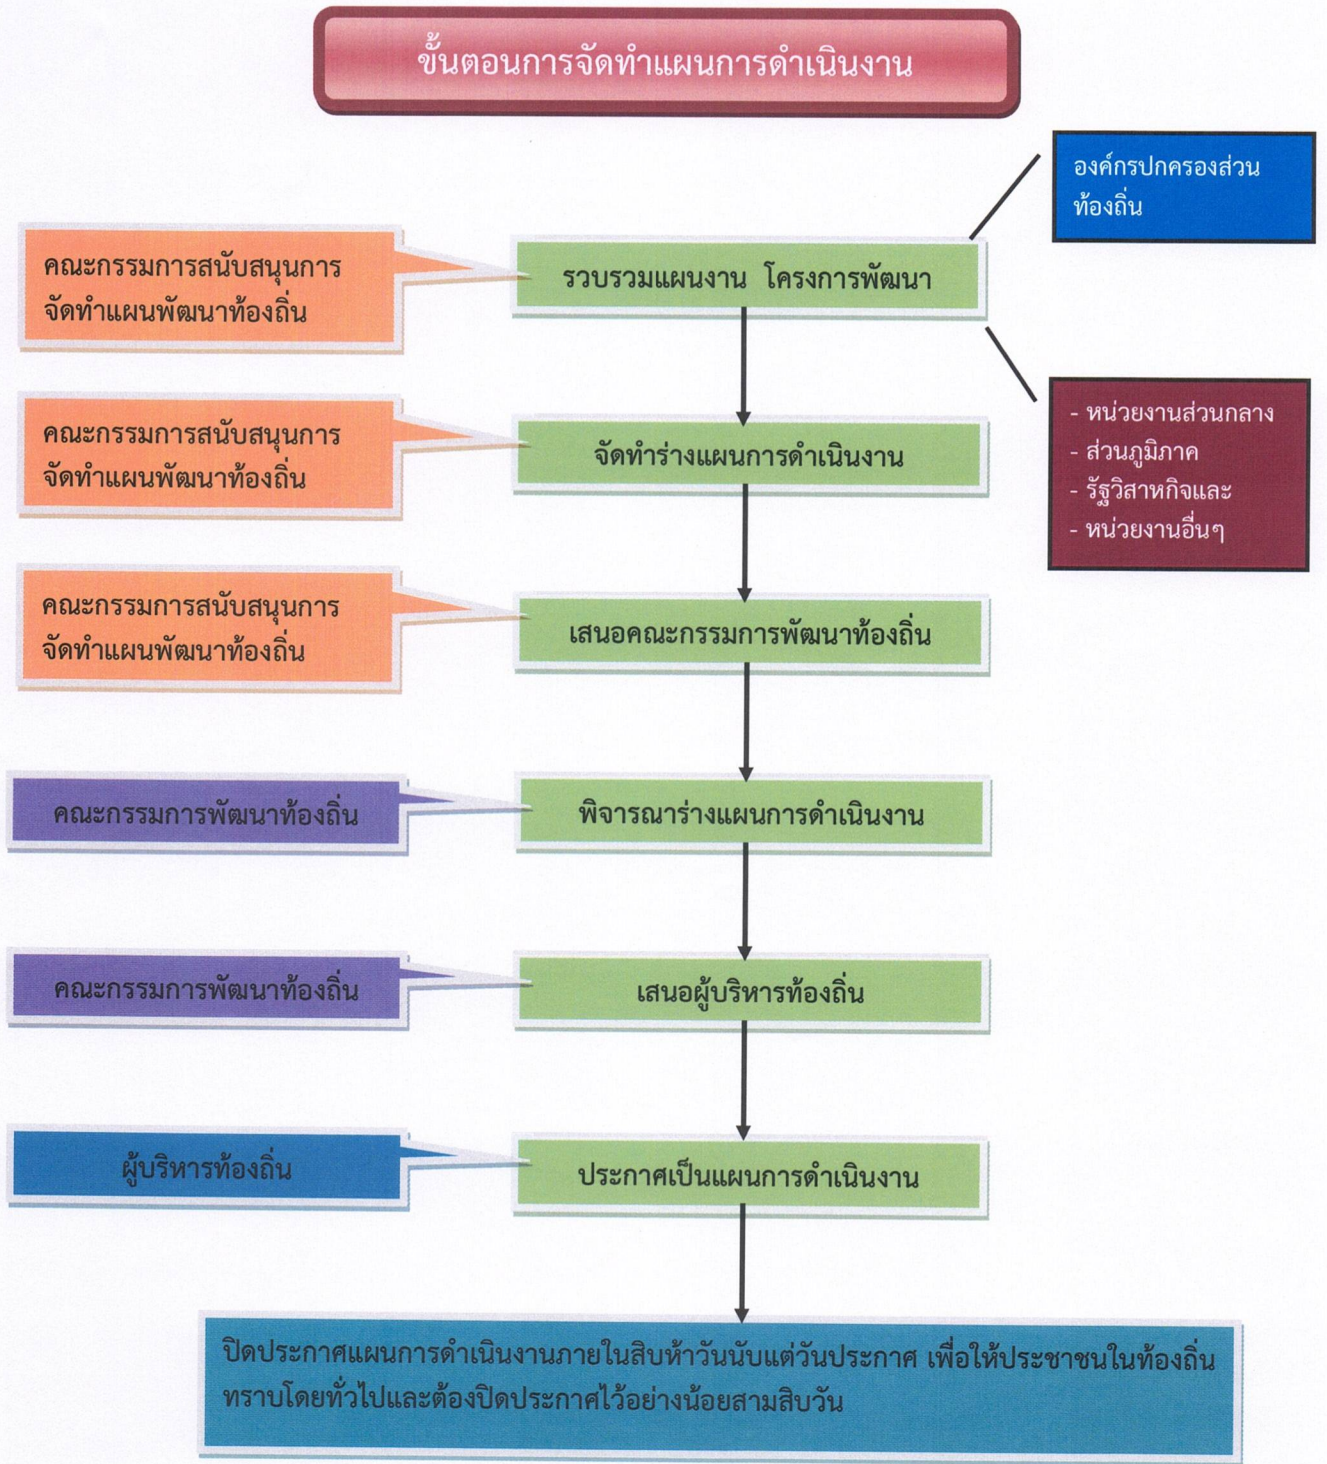 ขั้นตอนการจัดทำแผนการดำเนินงาน
องค์กรปกครองส่วน
ท้องถิ่น
คณะกรรมการสนับสนุนการ
จัดทำแผนพัฒนาท้องถิ่น
รวบรวมแผนงาน โครงการพัฒนา
- หน่วยงานส่วนกลาง
- ส่วนภูมิภาค
- รัฐวิสาหกิจและ
- หน่วยงานอื่นๆ
คณะกรรมการสนับสนุนการ
จัดทำแผนพัฒนาท้องถิ่น
จัดทำร่างแผนการดำเนินงาน
คณะกรรมการสนับสนุนการ
จัดทำแผนพัฒนาท้องถิ่น
เสนอคณะกรรมการพัฒนาท้องถิ่น
คณะกรรมการพัฒนาท้องถิ่น
พิจารณาร่างแผนการดำเนินงาน
คณะกรรมการพัฒนาท้องถิ่น
เสนอผู้บริหารท้องถิ่น
ผู้บริหารท้องถิ่น
ประกาศเป็นแผนการดำเนินงาน
ปิดประกาศแผนการดำเนินงานภายในสิบห้าวันนับแต่วันประกาศ เพื่อให้ประชาชนในท้องถิ่น
ทราบโดยทั่วไปและต้องปิดประกาศไว้อย่างน้อยสามสิบวัน